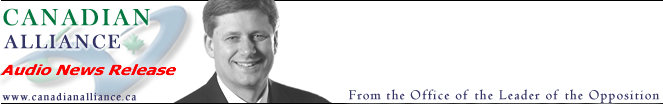 CANADIAN
ALLIANCE
Audio News Release
www.canadianalliance.ca
From the Office of the Leader of the Opposition